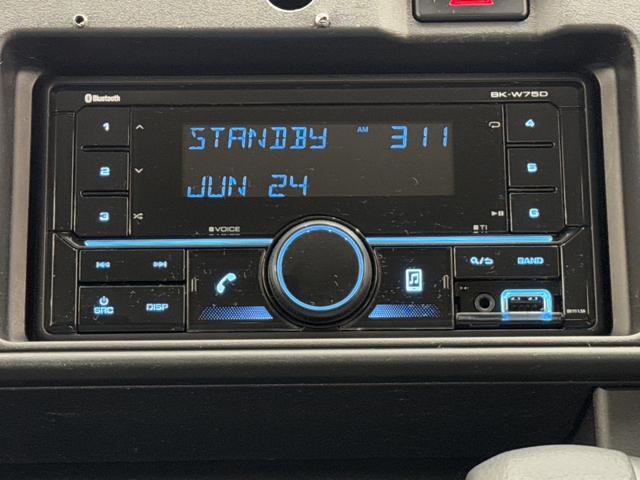 Bluetooth
BK-W75D
1
STANDBY AM 311
4
2
JUN 24
5
3
6
VOICE
TI
BAND
SRC
DISP